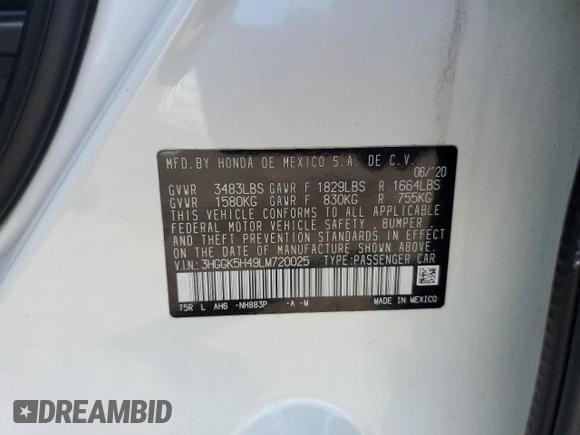 MFD. BY HONDA DE MEXICO S.A. DE C.V.
06/'20
GVWR 3483LBS GAWR F 1829LBS R 1664LBS
GVWR 1580KG GAWR F 830KG R 755KG
THIS VEHICLE CONFORMS TO ALL APPLICABLE
FEDERAL MOTOR VEHICLE SAFETY, BUMPER,
AND THEFT PREVENTION STANDARDS IN EFFECT
ON THE DATE OF MANUFACTURE SHOWN ABOVE.
V.I.N: 3HGGK5H49LM720025 TYPE: PASSENGER CAR
T5R L AH6 -NH883P -A -M MADE IN MEXICO
DREAMBID